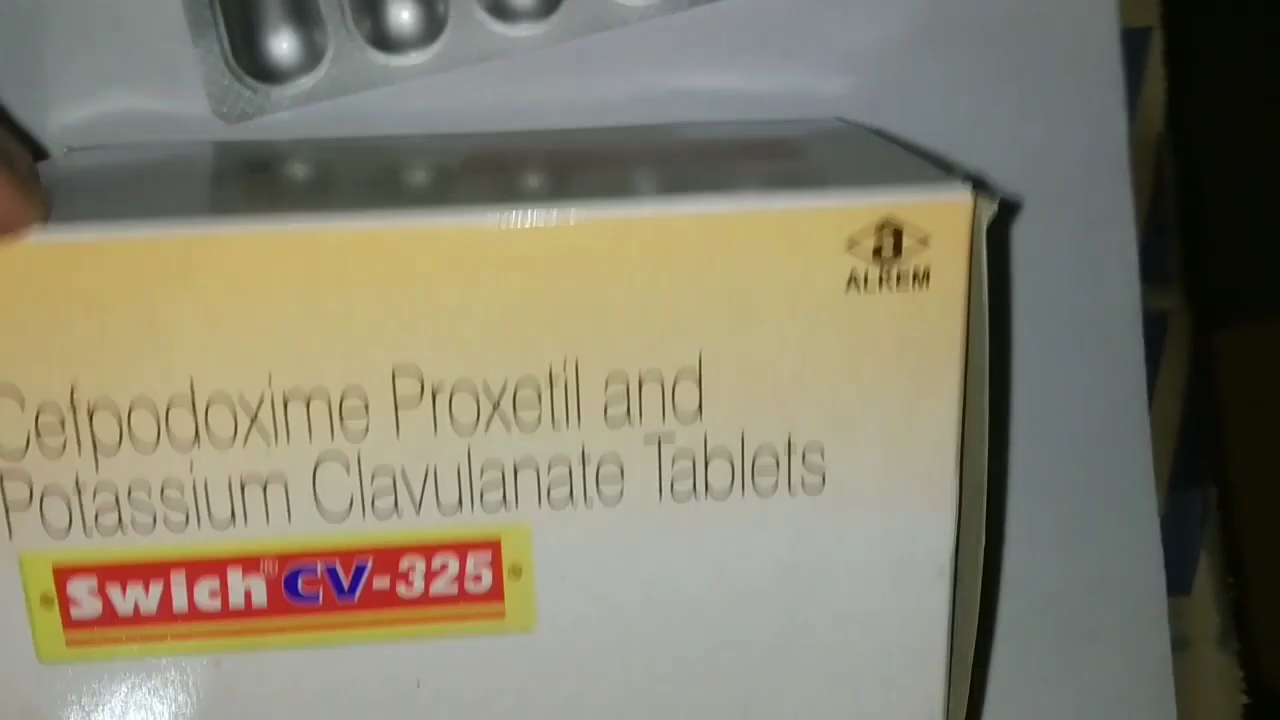 ALKEM
Cefpodoxime Proxetil and
Potassium Clavulanate Tablets
Swich® CV-325